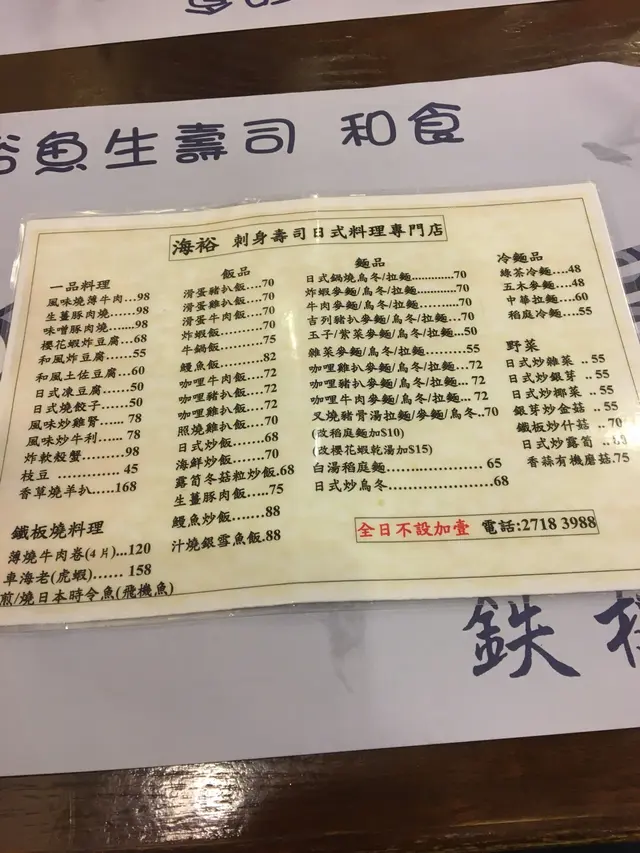 魚生壽司 和食
海裕 刺身壽司日式料理專門店
一品料理
風味燒薄牛肉...98
生薑豚肉燒......98
味噌豚肉燒......98
櫻花蝦炸豆腐...68
和風炸豆腐......55
和風土佐豆腐...60
日式凍豆腐......50
日式燒餃子......50
風味炒雞腎...... 78
風味炒牛利...... 78
炸軟殼蟹.........98
枝豆 ............ 45
香草燒羊扒.....168
鐵板燒料理
薄燒牛肉卷(4片)...120
車海老(虎蝦)...... 158
煎/燒日本時令魚(飛機魚)
飯品
滑蛋豬扒飯...70
滑蛋雞扒飯...70
滑蛋牛肉飯...70
炸蝦飯.........70
牛鍋飯.........75
鰻魚飯.........82
咖哩牛肉飯...72
咖哩豬扒飯...72
咖哩雞扒飯...72
照燒雞扒飯...70
日式炒飯......68
海鮮炒飯......70
露筍冬菇粒炒飯.68
生薑豚肉飯.....75
鰻魚炒飯.......88
汁燒銀雪魚飯.88
麵品
日式鍋燒烏冬/拉麵............70
炸蝦麥麵/烏冬/拉麵..........70
牛肉麥麵/烏冬/拉麵..........70
吉列豬扒麥麵/烏冬/拉麵...70
玉子/紫菜麥麵/烏冬/拉麵...50
雜菜麥麵/烏冬/拉麵..........55
咖哩雞扒麥麵/烏冬/拉麵...72
咖哩豬扒麥麵/烏冬/拉麵... 72
咖哩牛肉麥麵/烏冬/拉麵... 72
叉燒豬骨湯拉麵/麥麵/烏冬..70
(改稻庭麵加$10)
(改櫻花蝦乾湯加$15)
白湯稻庭麵..................... 65
日式炒烏冬.......................68
冷麵品
綠茶冷麵....48
五木麥麵....48
中華拉麵....60
稻庭冷麵....55
野菜
日式炒雜菜 .. 55
日式炒銀芽 .. 55
日式炒椰菜 .. 55
銀芽炒金菇 .. 55
鐵板炒什菇.. 70
日式炒露筍 ..
香蒜有機蘑菇.75
全日不設加壹 電話:2718 3988
鉄